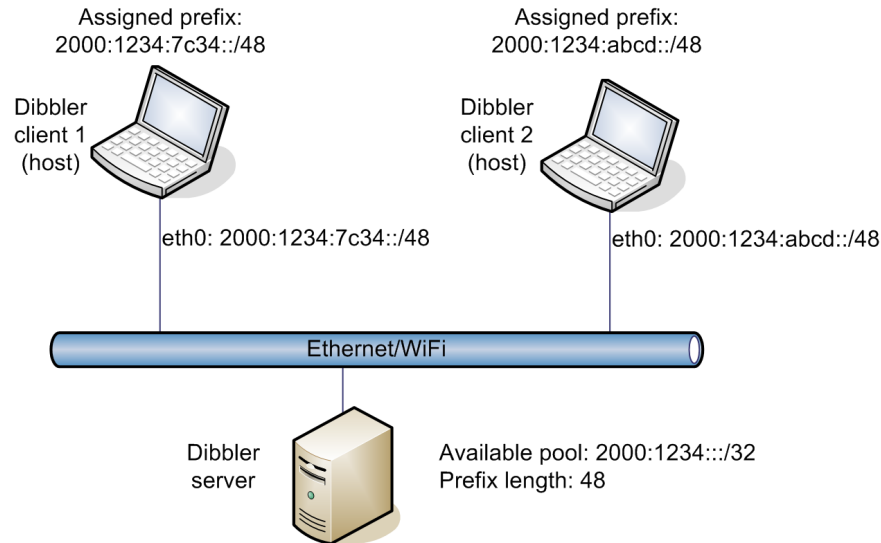 Assigned prefix:
2000:1234:7c34::/48
Assigned prefix:
2000:1234:abcd::/48
Dibbler
client 1
(host)
Dibbler
client 2
(host)
eth0: 2000:1234:7c34::/48
eth0: 2000:1234:abcd::/48
Ethernet/WiFi
Dibbler
server
Available pool: 2000:1234:::/32
Prefix length: 48